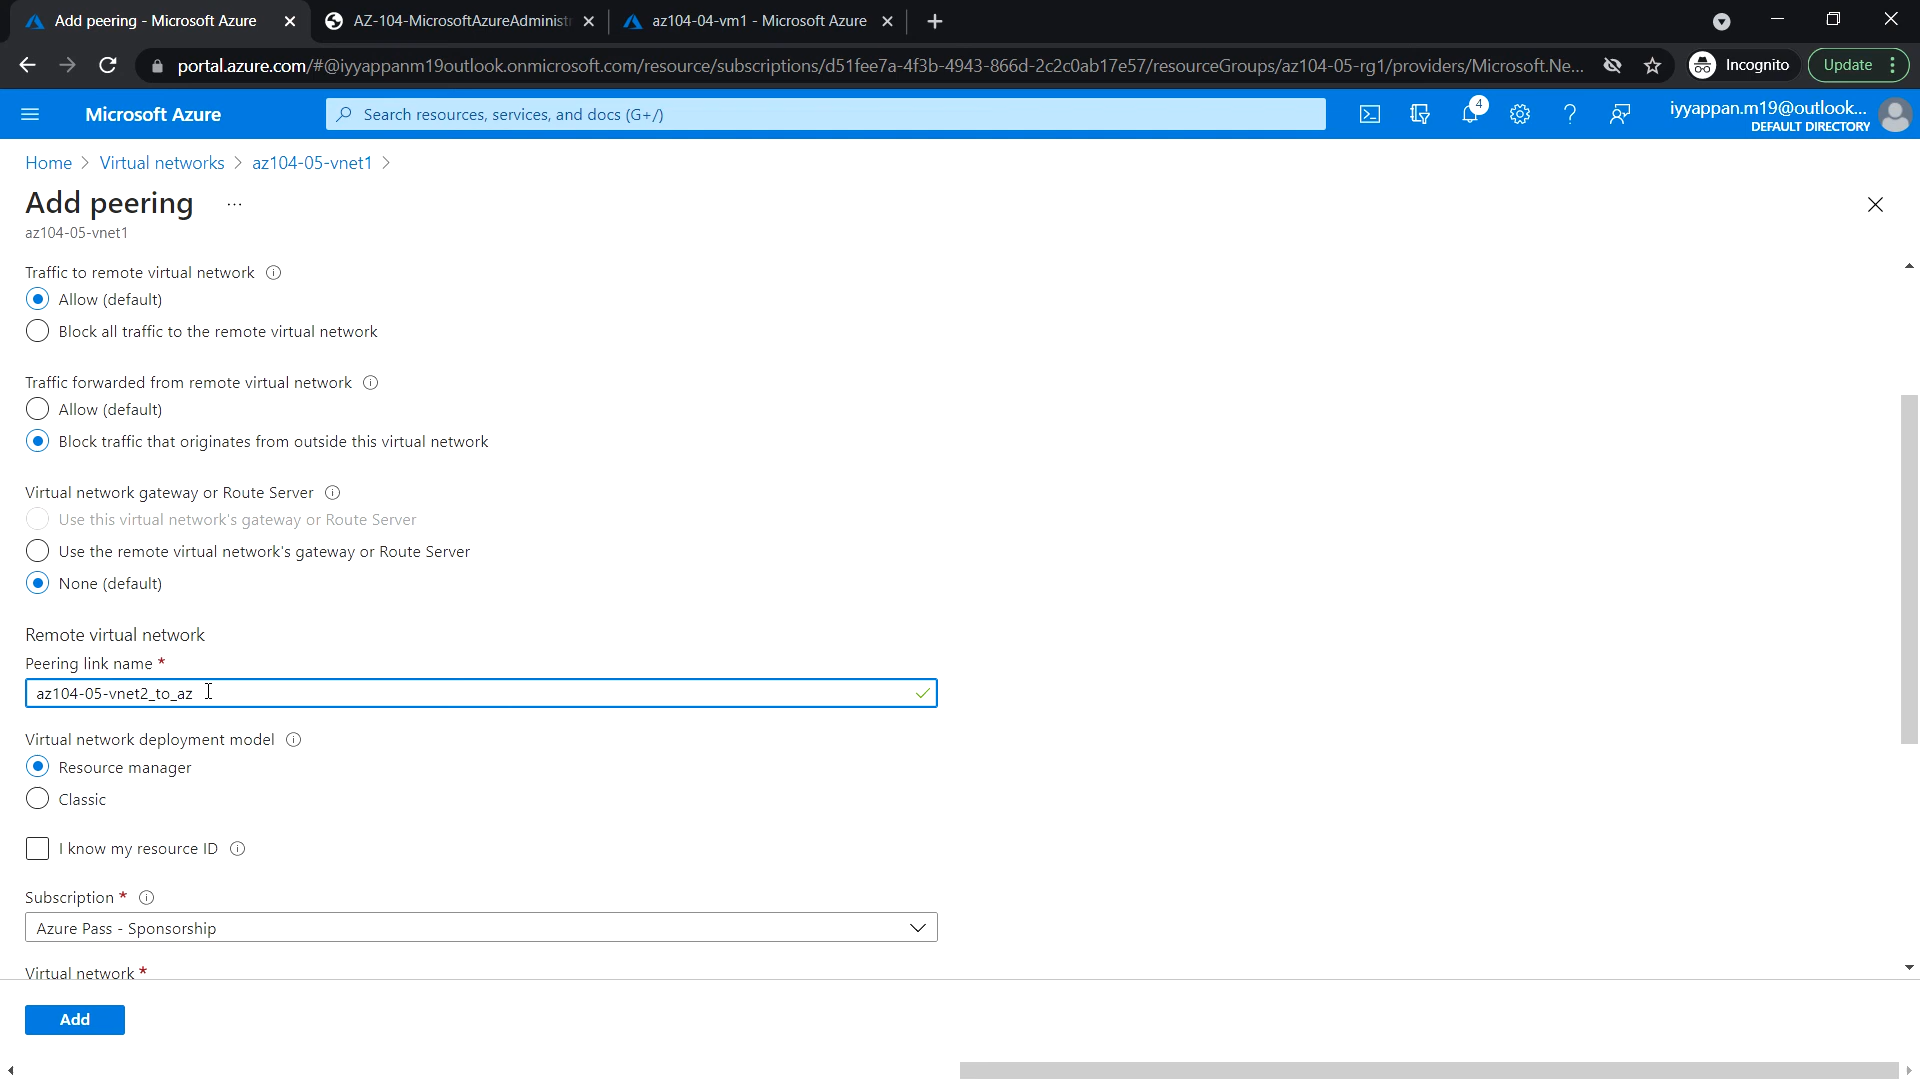 Add peering - Microsoft Azure
AZ-104-MicrosoftAzureAdminist
az104-04-vm1 - Microsoft Azure
portal.azure.com/#@iyyappanm19outlook.onmicrosoft.com/resource/subscriptions/d51fee7a-4f3b-4943-866d-2c2c0ab17e57/resourceGroups/az104-05-rg1/providers/Microsoft.Ne...
Incognito
Update
Microsoft Azure
Search resources, services, and docs (G+/)
4
iyyappan.m19@outlook...
DEFAULT DIRECTORY
Home > Virtual networks > az104-05-vnet1 >
Add peering ...
az104-05-vnet1
Traffic to remote virtual network
Allow (default)
Block all traffic to the remote virtual network
Traffic forwarded from remote virtual network
Allow (default)
Block traffic that originates from outside this virtual network
Virtual network gateway or Route Server
Use this virtual network's gateway or Route Server
Use the remote virtual network's gateway or Route Server
None (default)
Remote virtual network
Peering link name *
az104-05-vnet2_to_az
Virtual network deployment model
Resource manager
Classic
I know my resource ID
Subscription *
Azure Pass - Sponsorship
Virtual network *
Add